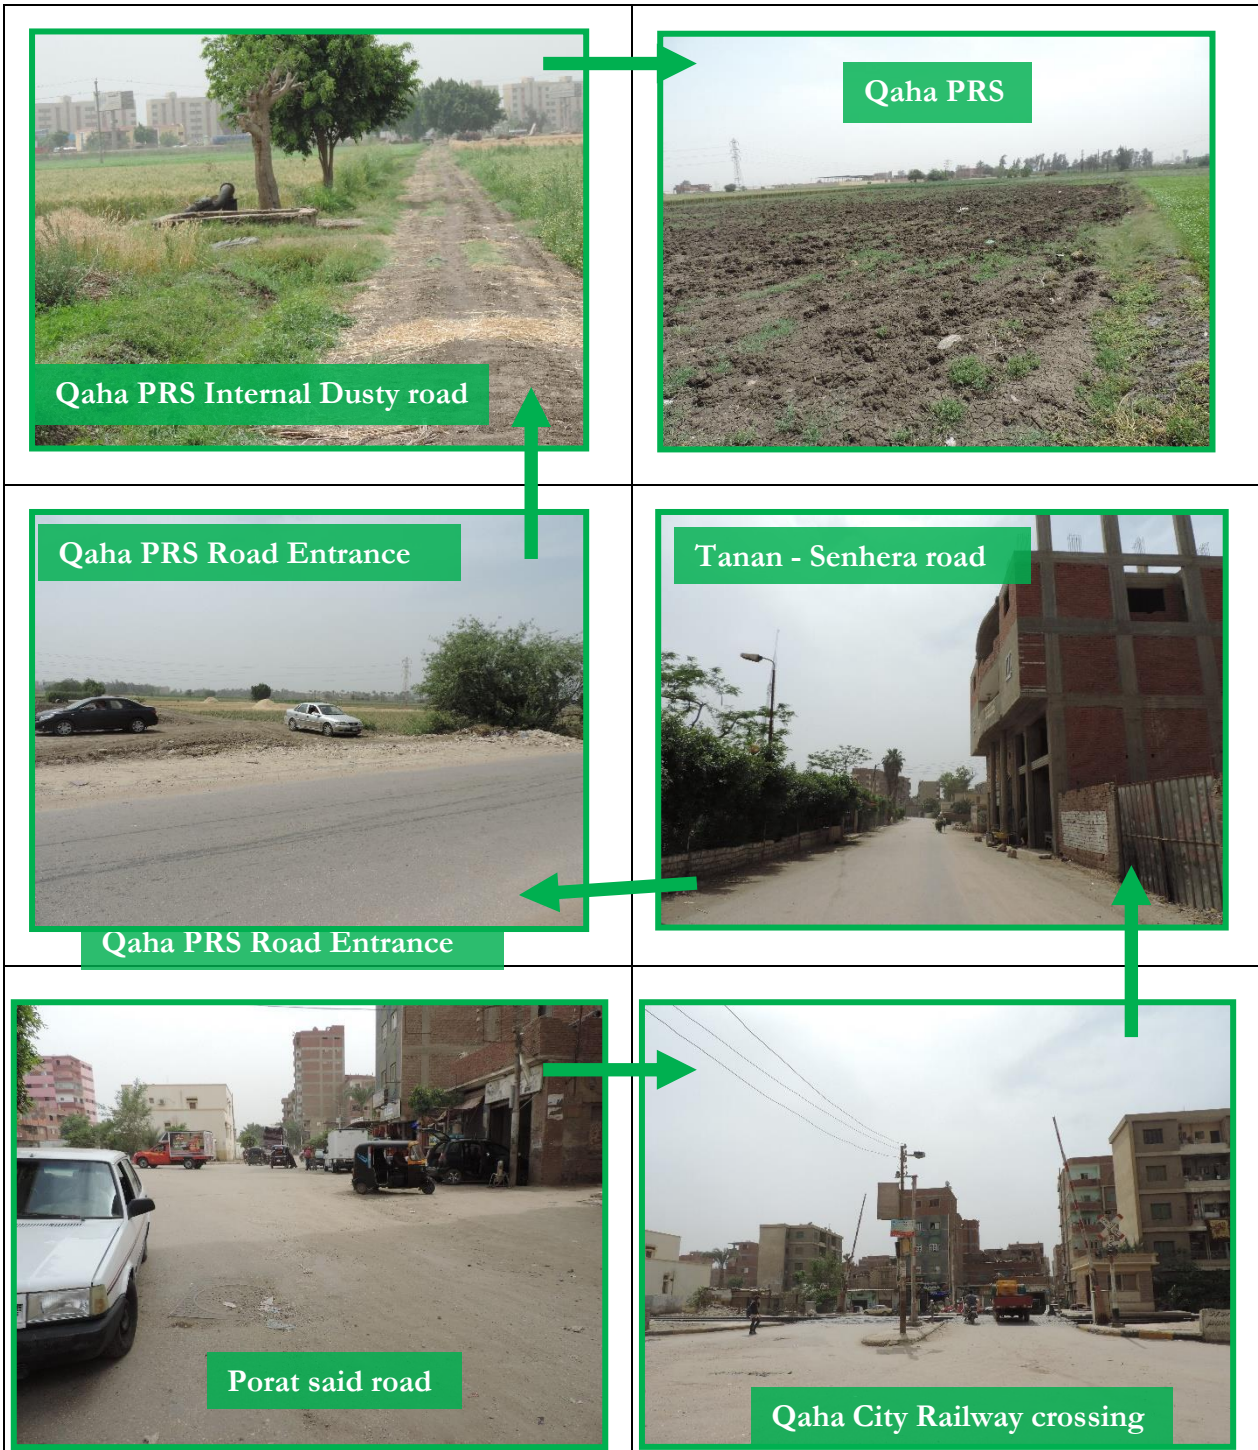 Qaha PRS
Qaha PRS Internal Dusty road
Qaha PRS Road Entrance
Tanan - Senhera road
Qaha PRS Road Entrance
Porat said road
Qaha City Railway crossing